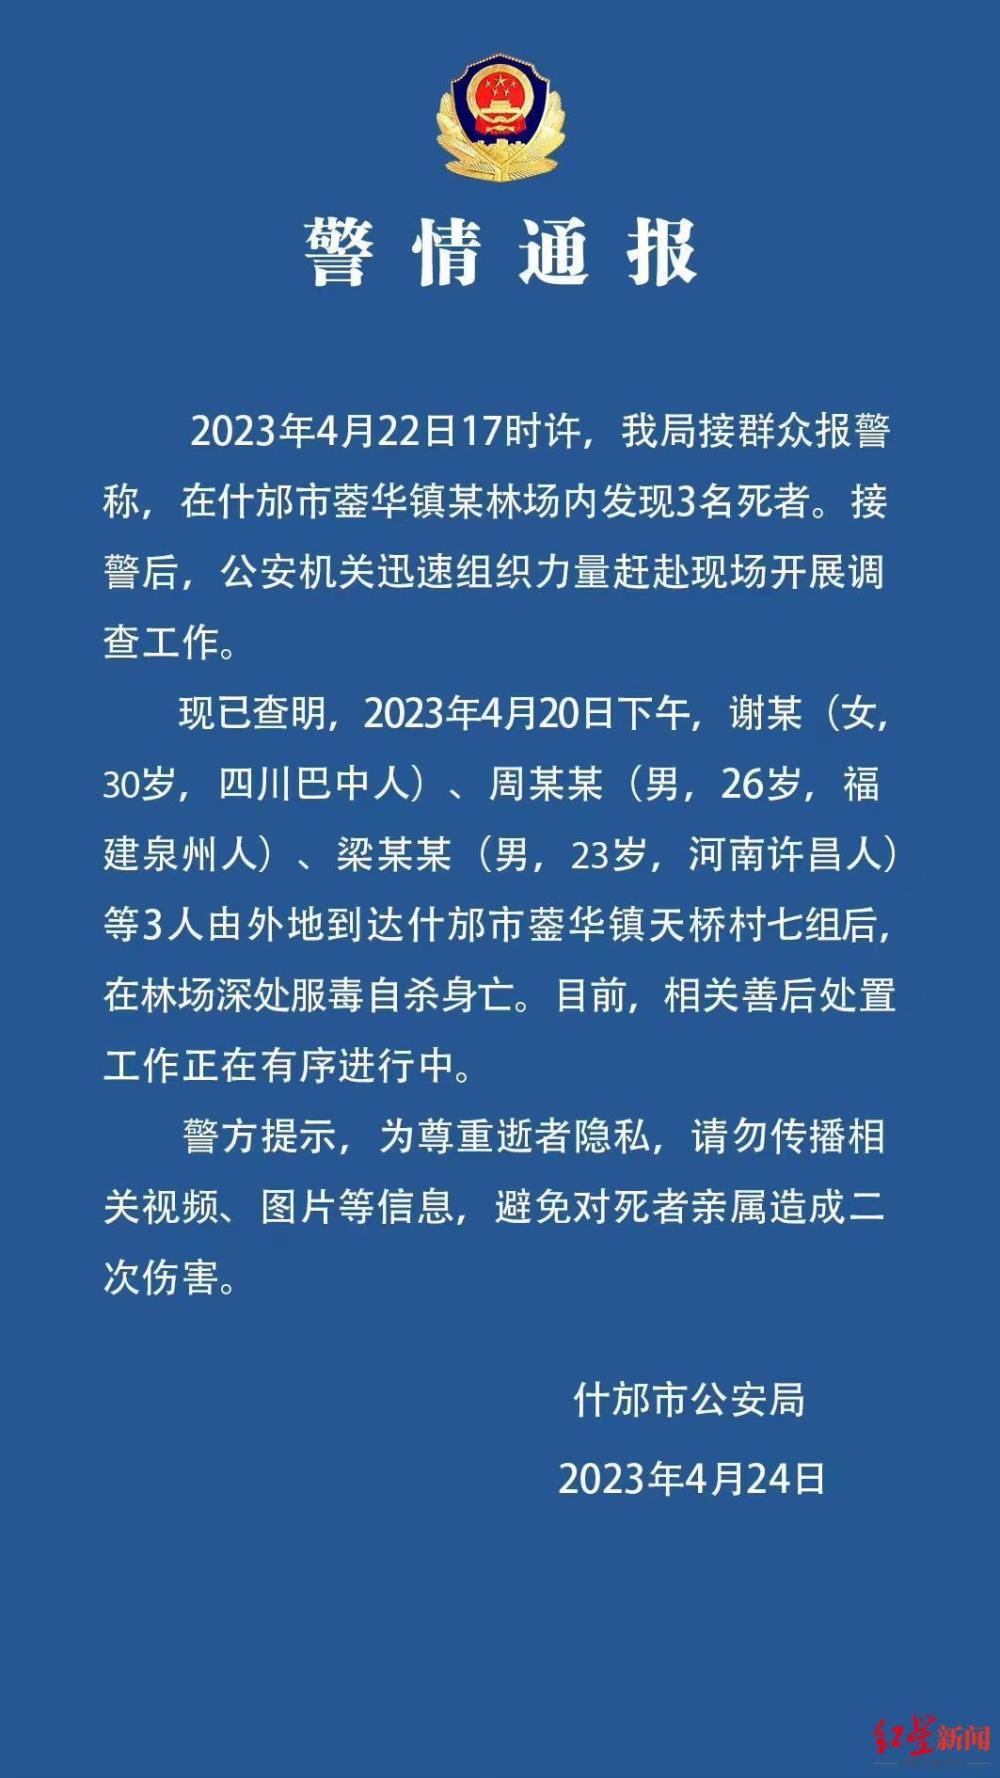 警情通报
2023年4月22日17时许，我局接群众报警
称，在什邡市蓥华镇某林场内发现3名死者。接
警后，公安机关迅速组织力量赶赴现场开展调
查工作。
现已查明，2023年4月20日下午，谢某（女，
30岁，四川巴中人）、周某某（男，26岁，福
建泉州人）、梁某某（男，23岁，河南许昌人）
等3人由外地到达什邡市蓥华镇天桥村七组后，
在林场深处服毒自杀身亡。目前，相关善后处置
工作正在有序进行中。
警方提示，为尊重逝者隐私，请勿传播相
关视频、图片等信息，避免对死者亲属造成二
次伤害。
什邡市公安局
2023年4月24日
红星新闻